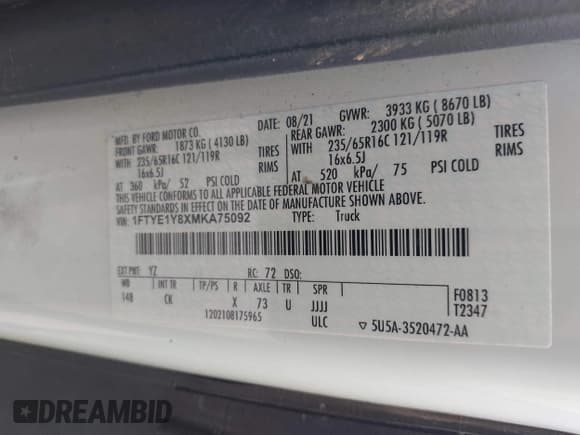 MFD. BY FORD MOTOR CO.
DATE: 08/21 GVWR: 3933 KG ( 8670 LB)
FRONT GAWR: 1873 KG ( 4130 LB)
REAR GAWR: 2300 KG ( 5070 LB)
WITH 235/65R16C 121/119R TIRES
WITH 235/65R16C 121/119R TIRES
16x6.5J RIMS
16x6.5J RIMS
AT 360 kPa/ 52 PSI COLD
AT 520 kPa/ 75 PSI COLD
THIS VEHICLE CONFORMS TO ALL APPLICABLE FEDERAL MOTOR VEHICLE
SAFETY STANDARDS IN EFFECT ON THE DATE OF MANUFACTURE SHOWN ABOVE.
VIN: 1FTYE1Y8XMKA75092 TYPE: Truck
EXT PNT: YZ RC: 72 DSO:
WB INT TR TP/PS R AXLE TR SPR
148 CK X 73 U JJJJ
F0813
T2347
1202108175965 ULC ▽ 5U5A-3520472-AA
DREAMBID